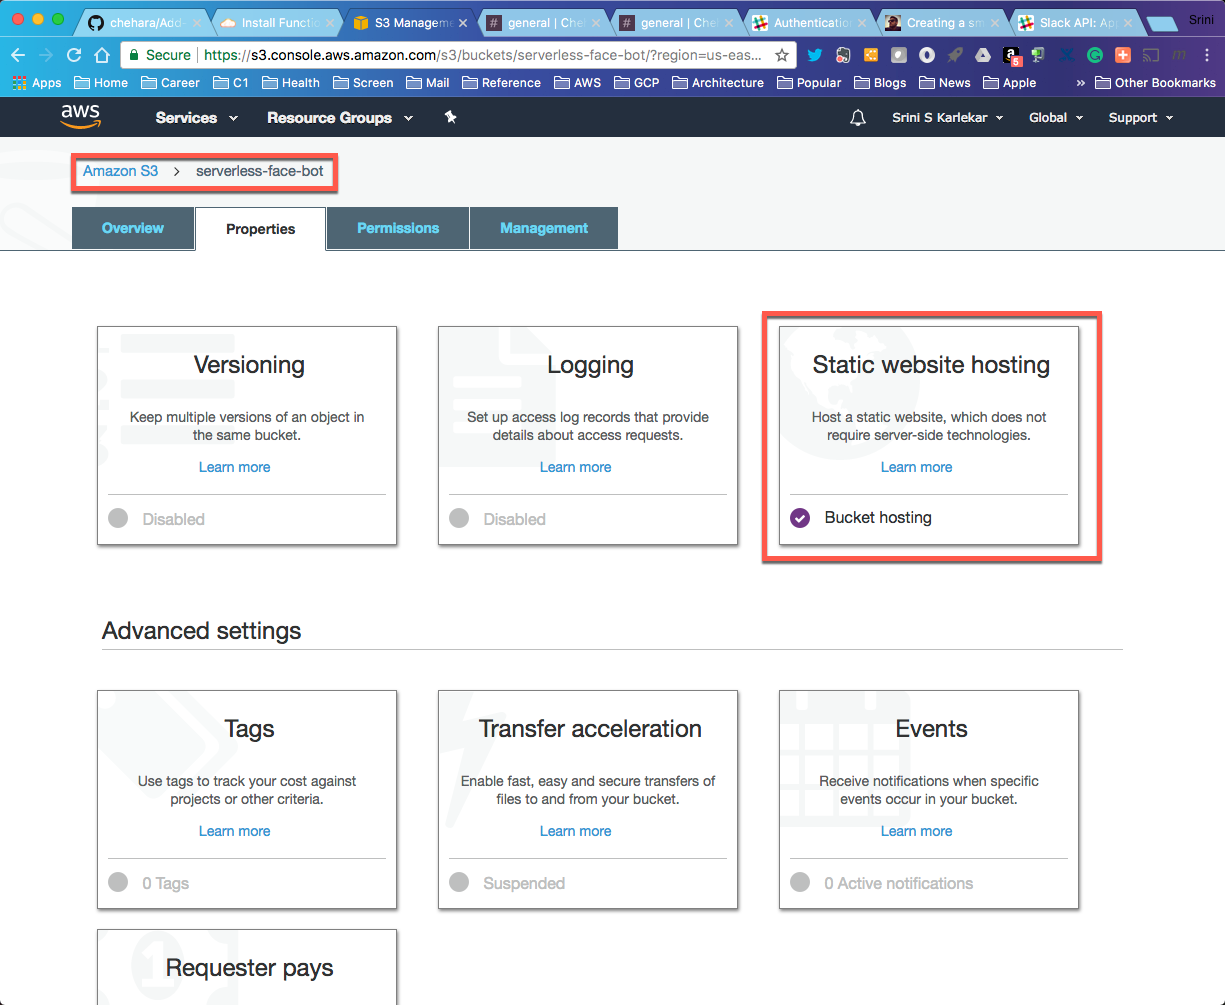 chehara/Add-
Install Functio
S3 Manageme
general | Che
general | Che
Authentication
Creating a sm
Slack API: Ap
Srini
Secure
https://s3.console.aws.amazon.com/s3/buckets/serverless-face-bot/?region=us-eas...
5
Apps
Home
Career
C1
Health
Screen
Mail
Reference
AWS
GCP
Architecture
Popular
Blogs
News
Apple
»
Other Bookmarks
aws
Services
Resource Groups
Srini S Karlekar
Global
Support
Amazon S3 > serverless-face-bot
Overview
Properties
Permissions
Management
Versioning
Keep multiple versions of an object in
the same bucket.
Learn more
Disabled
Logging
Set up access log records that provide
details about access requests.
Learn more
Disabled
Static website hosting
Host a static website, which does not
require server-side technologies.
Learn more
Bucket hosting
Advanced settings
Tags
Use tags to track your cost against
projects or other criteria.
Learn more
0 Tags
Transfer acceleration
Enable fast, easy and secure transfers of
files to and from your bucket.
Learn more
Suspended
Events
Receive notifications when specific
events occur in your bucket.
Learn more
0 Active notifications
Requester pays